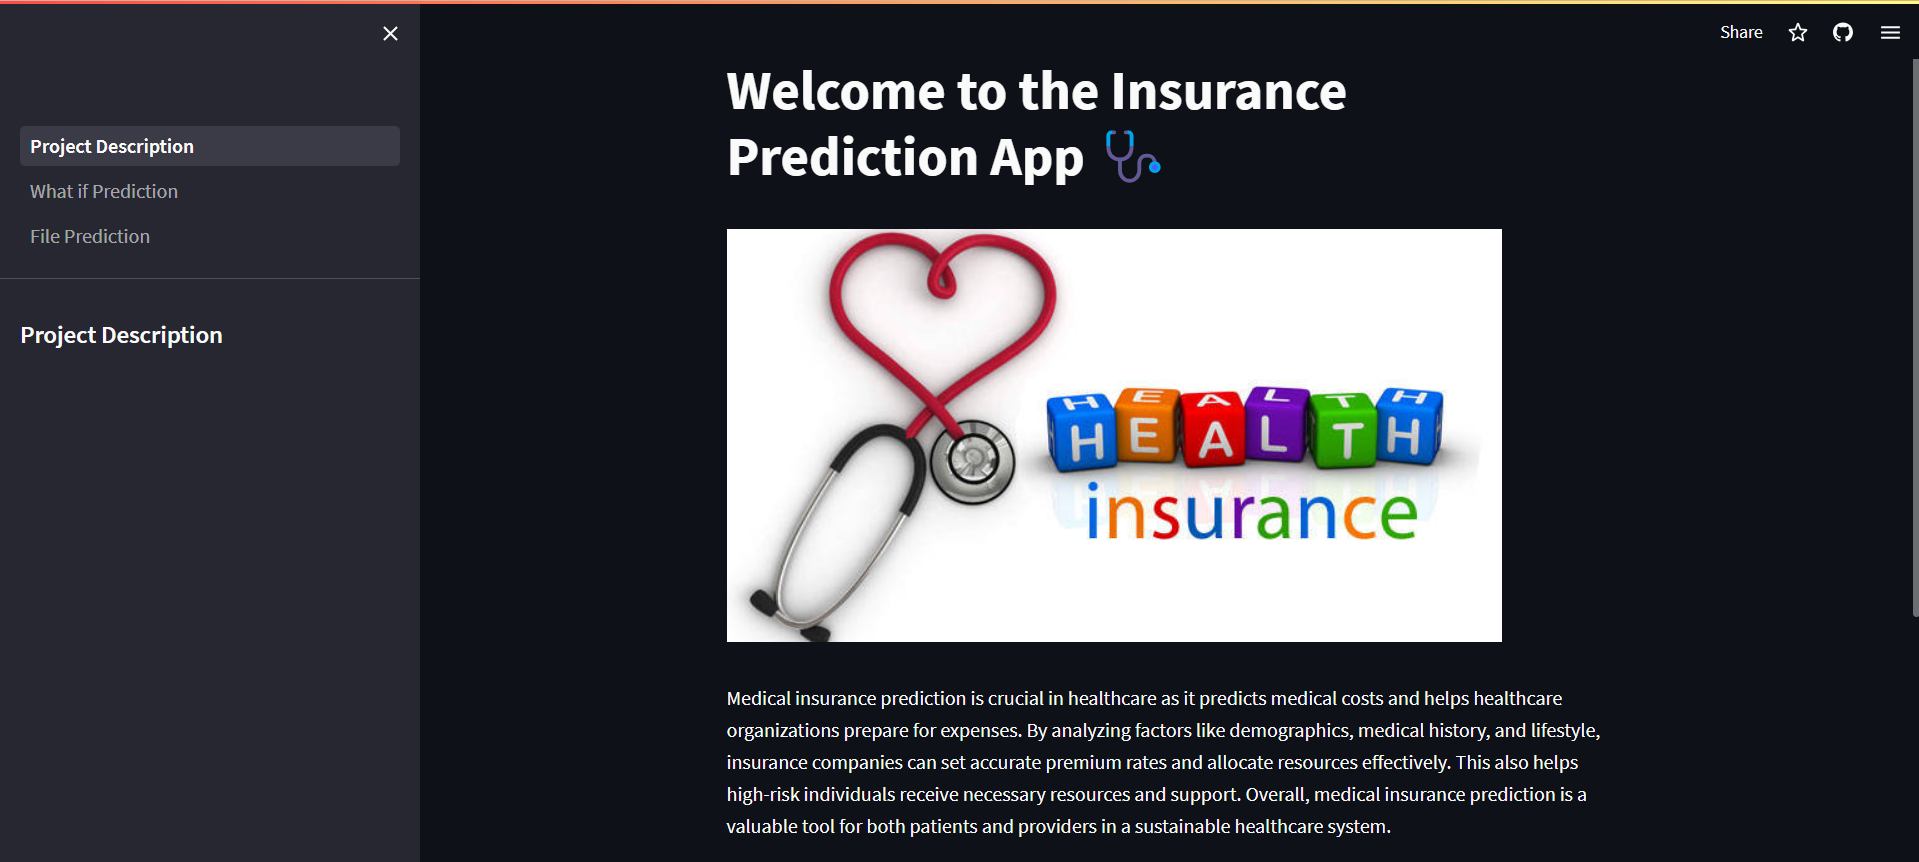 Share
Project Description
What if Prediction
File Prediction
Project Description
Welcome to the Insurance
Prediction App
H E A L T H
H E A L T H
insurance
Medical insurance prediction is crucial in healthcare as it predicts medical costs and helps healthcare
organizations prepare for expenses. By analyzing factors like demographics, medical history, and lifestyle,
insurance companies can set accurate premium rates and allocate resources effectively. This also helps
high-risk individuals receive necessary resources and support. Overall, medical insurance prediction is a
valuable tool for both patients and providers in a sustainable healthcare system.